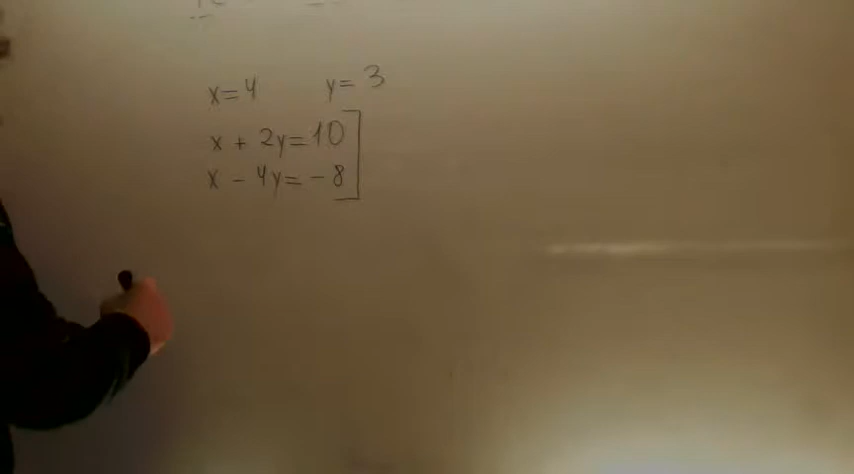 x=4 y=3
x + 2y=10
x - 4y= -8